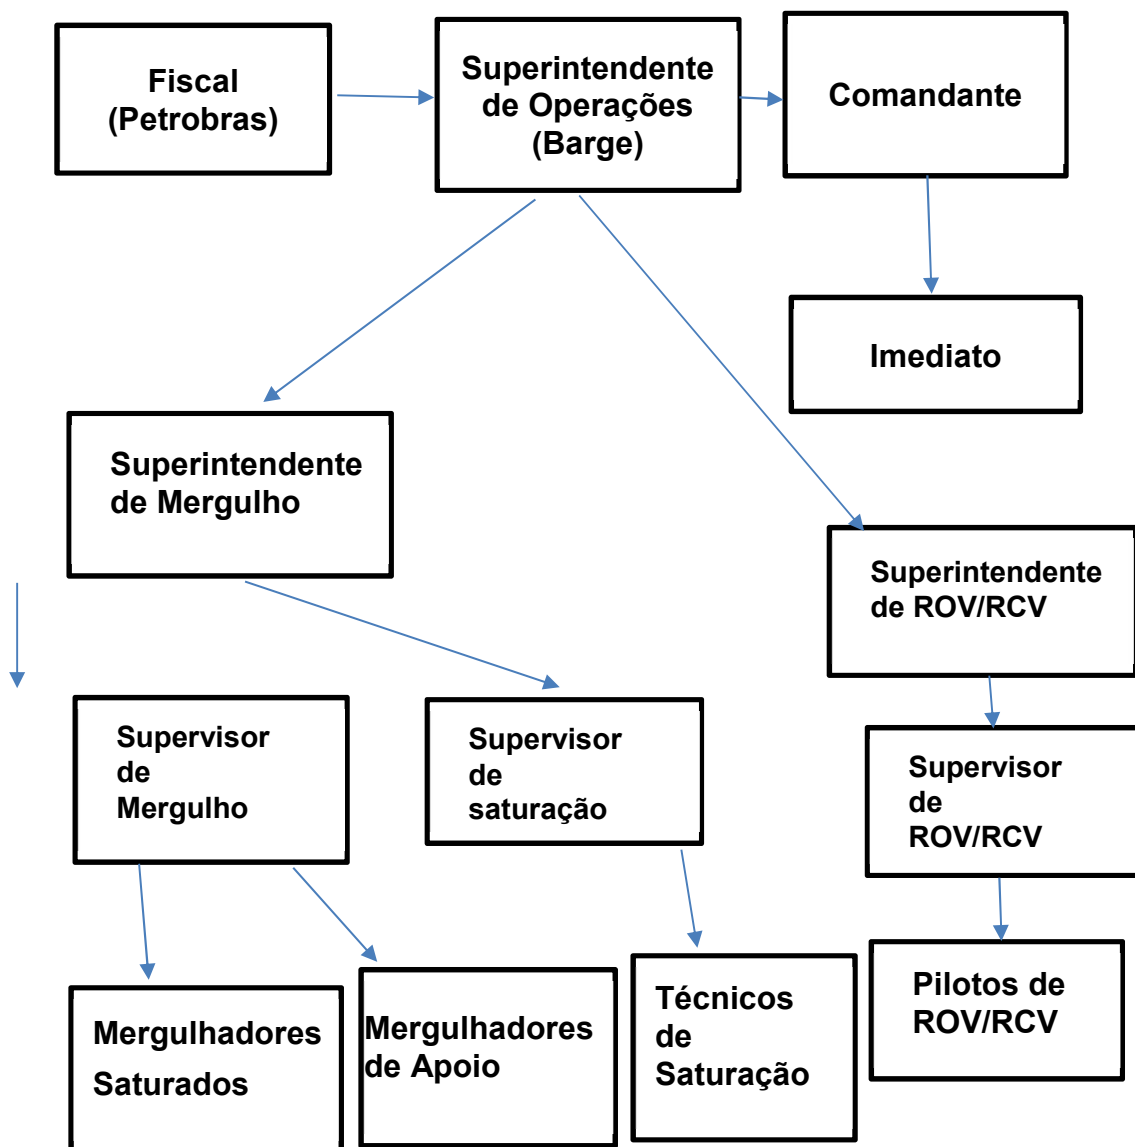 Fiscal
(Petrobras)
Superintendente
de Operações
(Barge)
Comandante
Imediato
Superintendente
de Mergulho
Superintendente
de ROV/RCV
Supervisor
de
Mergulho
Supervisor
de
saturação
Supervisor
de
ROV/RCV
Mergulhadores
Saturados
Mergulhadores
de Apoio
Técnicos
de
Saturação
Pilotos de
ROV/RCV